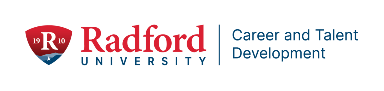 19 R 10
Radford
UNIVERSITY
Career and Talent
Development